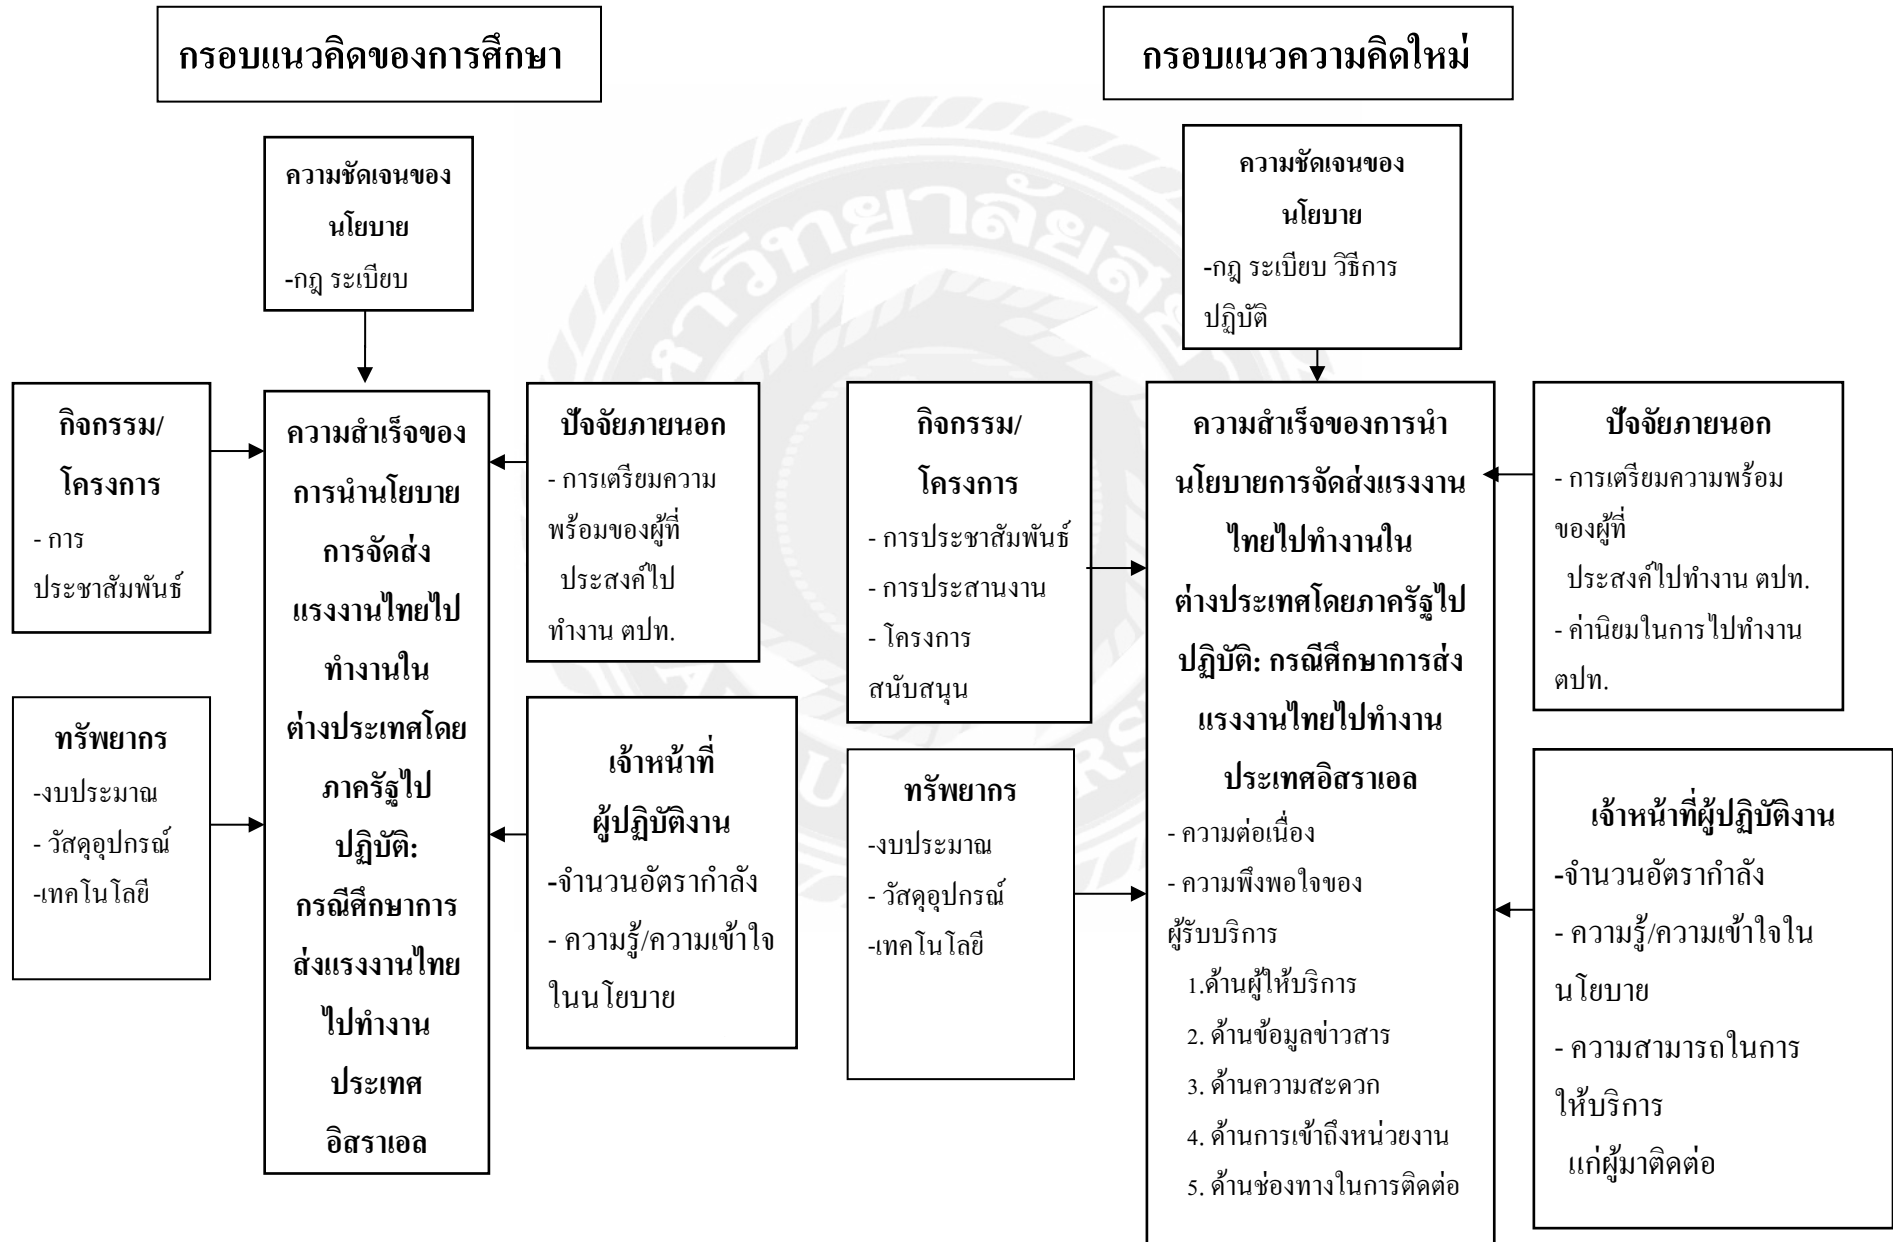 กรอบแนวคิดของการศึกษา
ความชัดเจนของ
นโยบาย
-กฎ ระเบียบ
กิจกรรม/
โครงการ
- การ
ประชาสัมพันธ์
ทรัพยากร
-งบประมาณ
- วัสดุอุปกรณ์
-เทคโนโลยี
ความสำเร็จของ
การนำนโยบาย
การจัดส่ง
แรงงานไทยไป
ทำงานใน
ต่างประเทศโดย
ภาครัฐไป
ปฏิบัติ:
กรณีศึกษาการ
ส่งแรงงานไทย
ไปทำงาน
ประเทศ
อิสราเอล
ปัจจัยภายนอก
- การเตรียมความ
พร้อมของผู้ที่
ประสงค์ไป
ทำงาน ตปท.
เจ้าหน้าที่
ผู้ปฏิบัติงาน
-จำนวนอัตรากำลัง
- ความรู้/ความเข้าใจ
ในนโยบาย
กรอบแนวความคิดใหม่
ความชัดเจนของ
นโยบาย
-กฎ ระเบียบ วิธีการ
ปฏิบัติ
กิจกรรม/
โครงการ
- การประชาสัมพันธ์
- การประสานงาน
- โครงการ
สนับสนุน
ทรัพยากร
-งบประมาณ
- วัสดุอุปกรณ์
-เทคโนโลยี
ความสำเร็จของการนำ
นโยบายการจัดส่งแรงงาน
ไทยไปทำงานใน
ต่างประเทศโดยภาครัฐไป
ปฏิบัติ: กรณีศึกษาการส่ง
แรงงานไทยไปทำงาน
ประเทศอิสราเอล
- ความต่อเนื่อง
- ความพึงพอใจของ
ผู้รับบริการ
1.ด้านผู้ให้บริการ
2. ด้านข้อมูลข่าวสาร
3. ด้านความสะดวก
4. ด้านการเข้าถึงหน่วยงาน
5. ด้านช่องทางในการติดต่อ
ปัจจัยภายนอก
- การเตรียมความพร้อม
ของผู้ที่
ประสงค์ไปทำงาน ตปท.
- ค่านิยมในการไปทำงาน
ตปท.
เจ้าหน้าที่ผู้ปฏิบัติงาน
-จำนวนอัตรากำลัง
- ความรู้/ความเข้าใจใน
นโยบาย
- ความสามารถในการ
ให้บริการ
แก่ผู้มาติดต่อ